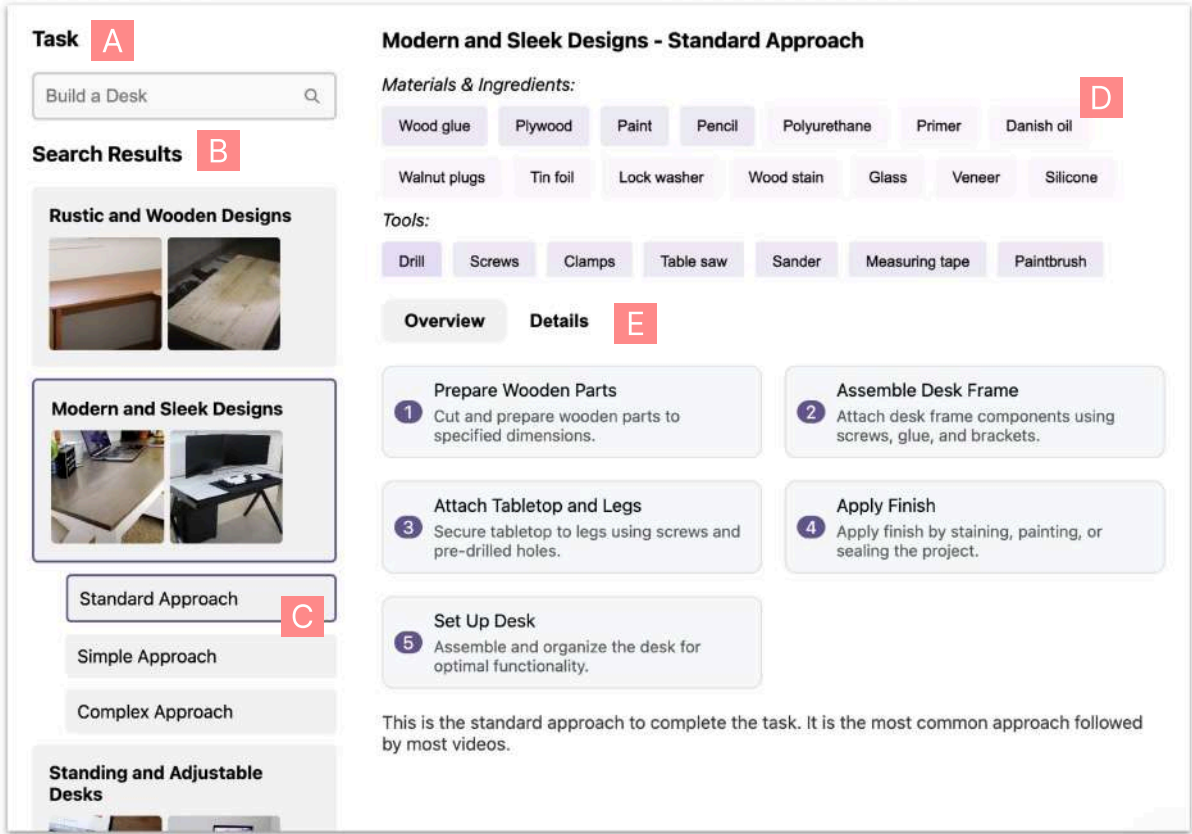 Task A
Build a Desk
Search Results B
Rustic and Wooden Designs
Modern and Sleek Designs
Standard Approach
C
Simple Approach
Complex Approach
Standing and Adjustable
Desks
Modern and Sleek Designs - Standard Approach
Materials & Ingredients:
D
Wood glue Plywood Paint Pencil Polyurethane Primer Danish oil
Walnut plugs Tin foil Lock washer Wood stain Glass Veneer Silicone
Tools:
Drill Screws Clamps Table saw Sander Measuring tape Paintbrush
Overview Details E
1 Prepare Wooden Parts
Cut and prepare wooden parts to
specified dimensions.
2 Assemble Desk Frame
Attach desk frame components using
screws, glue, and brackets.
3 Attach Tabletop and Legs
Secure tabletop to legs using screws and
pre-drilled holes.
4 Apply Finish
Apply finish by staining, painting, or
sealing the project.
5 Set Up Desk
Assemble and organize the desk for
optimal functionality.
This is the standard approach to complete the task. It is the most common approach followed
by most videos.